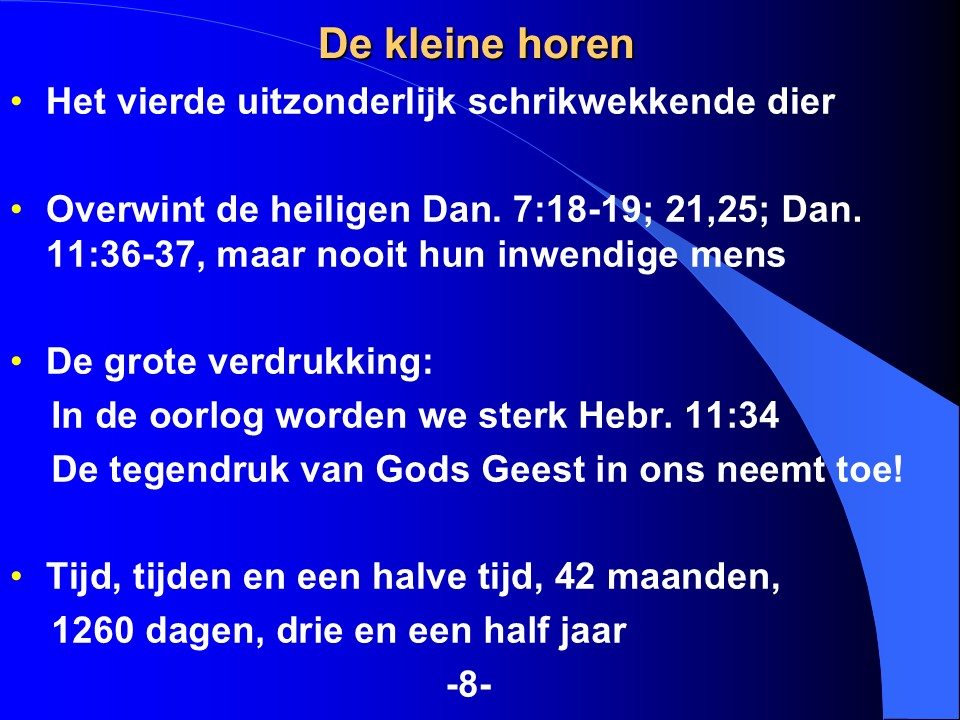 De kleine horen
• Het vierde uitzonderlijk schrikwekkende dier
• Overwint de heiligen Dan. 7:18-19; 21,25; Dan.
11:36-37, maar nooit hun inwendige mens
• De grote verdrukking:
In de oorlog worden we sterk Hebr. 11:34
De tegendruk van Gods Geest in ons neemt toe!
• Tijd, tijden en een halve tijd, 42 maanden,
1260 dagen, drie en een half jaar
-8-